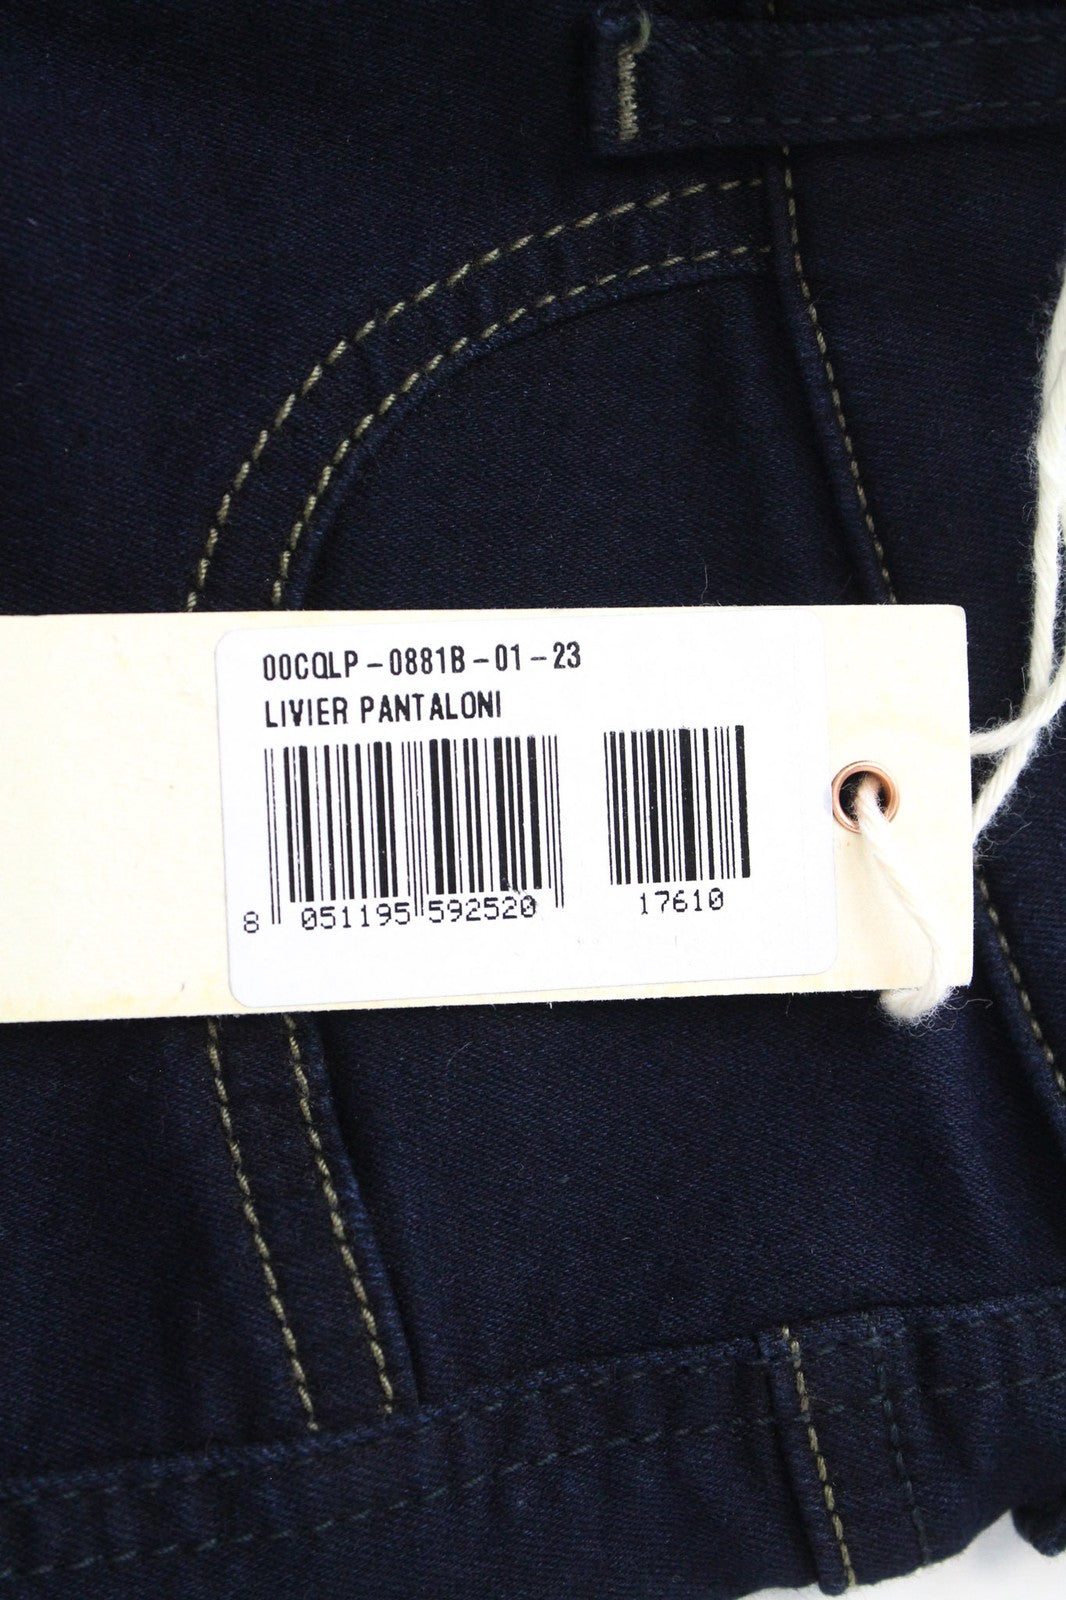 00CQLP-0881B-01-23
LIVIER PANTALONI
8 051195 592520 17610